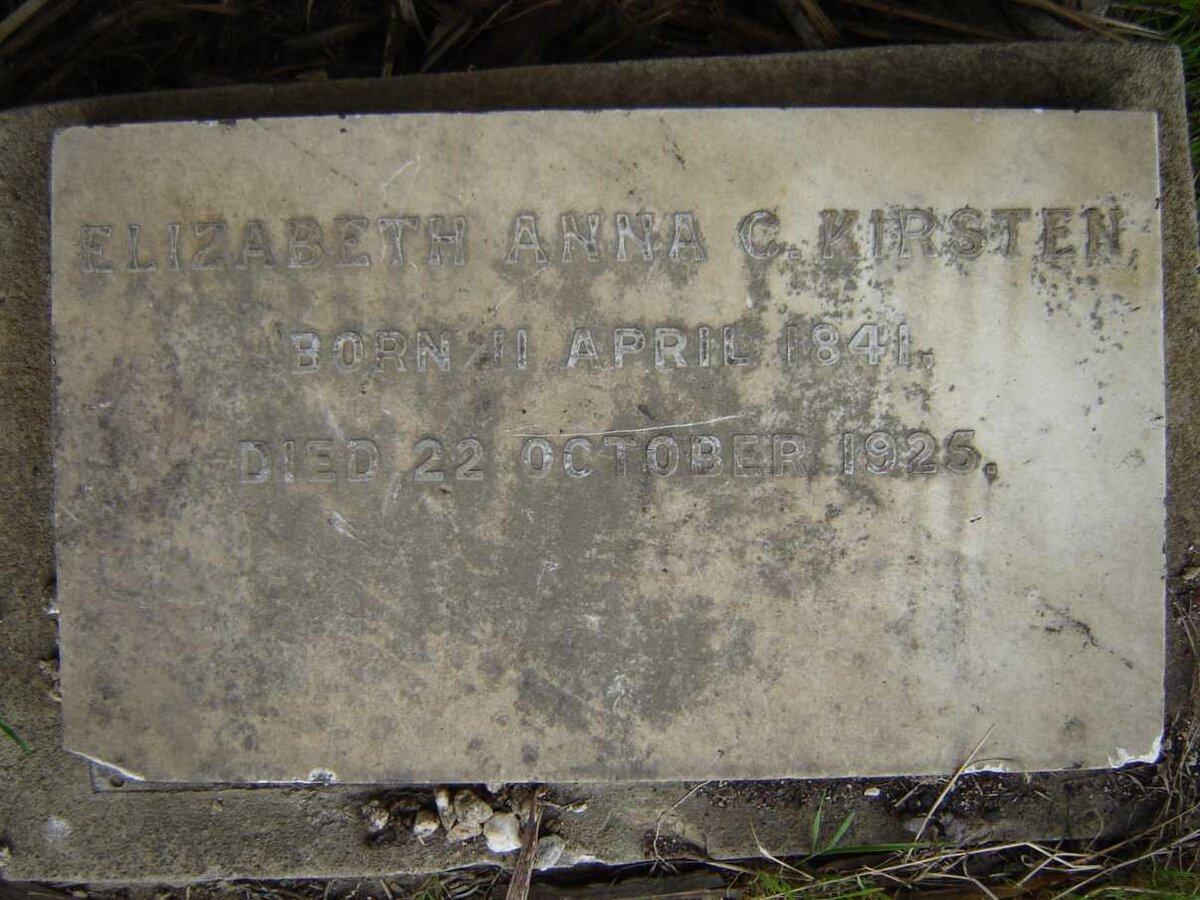 ELIZABETH ANNA C. KIRSTEN
BORN 11 APRIL 1841.
DIED 22 OCTOBER 1925.